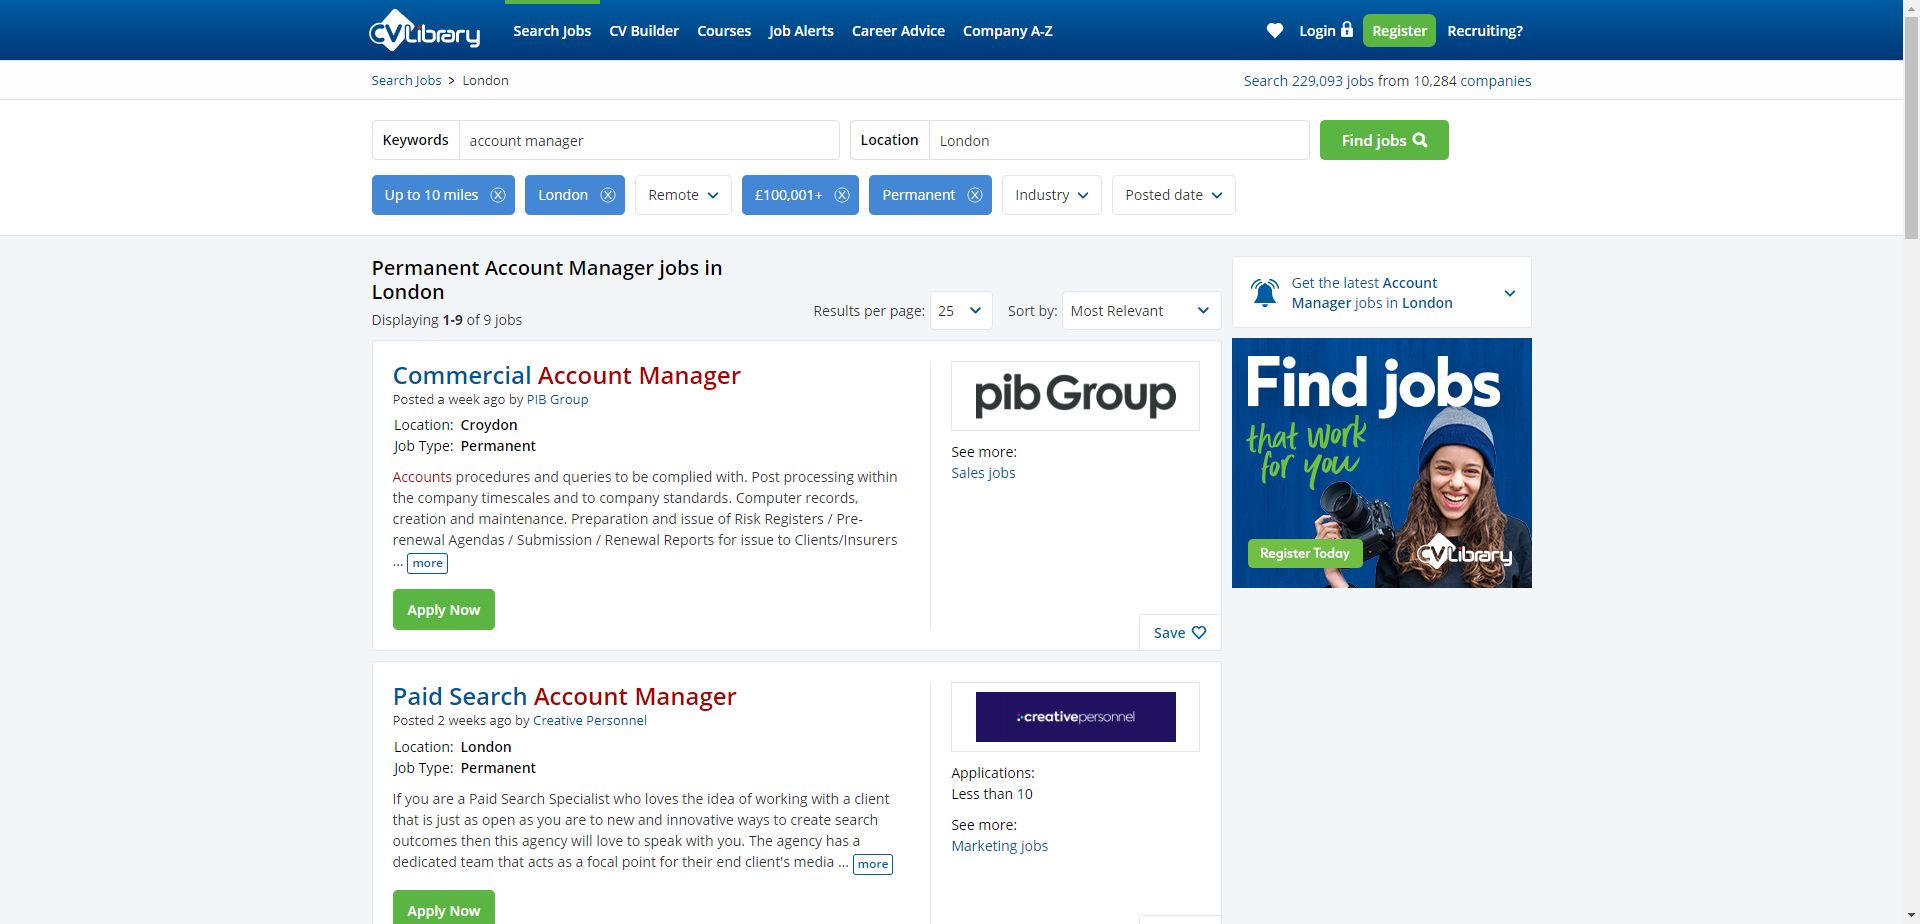 CV Library
Search Jobs CV Builder Courses Job Alerts Career Advice Company A-Z Login Register Recruiting?
Search Jobs > London
Search 229,093 jobs from 10,284 companies
Keywords account manager Location London Find jobs
Up to 10 miles London Remote £100,001+ Permanent Industry Posted date
Permanent Account Manager jobs in
London
Displaying 1-9 of 9 jobs
Results per page: 25 Sort by: Most Relevant
Get the latest Account
Manager jobs in London
Commercial Account Manager
Posted a week ago by PIB Group
Location: Croydon
Job Type: Permanent
Accounts procedures and queries to be complied with. Post processing within
the company timescales and to company standards. Computer records,
creation and maintenance. Preparation and issue of Risk Registers / Pre-
renewal Agendas / Submission / Renewal Reports for issue to Clients/Insurers
... more
Apply Now
pib Group
See more:
Sales jobs
Save
Find jobs
that work
for you
Register Today
CV Library
Paid Search Account Manager
Posted 2 weeks ago by Creative Personnel
Location: London
Job Type: Permanent
If you are a Paid Search Specialist who loves the idea of working with a client
that is just as open as you are to new and innovative ways to create search
outcomes then this agency will love to speak with you. The agency has a
dedicated team that acts as a focal point for their end client's media ... more
Apply Now
creativepersonnel
Applications:
Less than 10
See more:
Marketing jobs